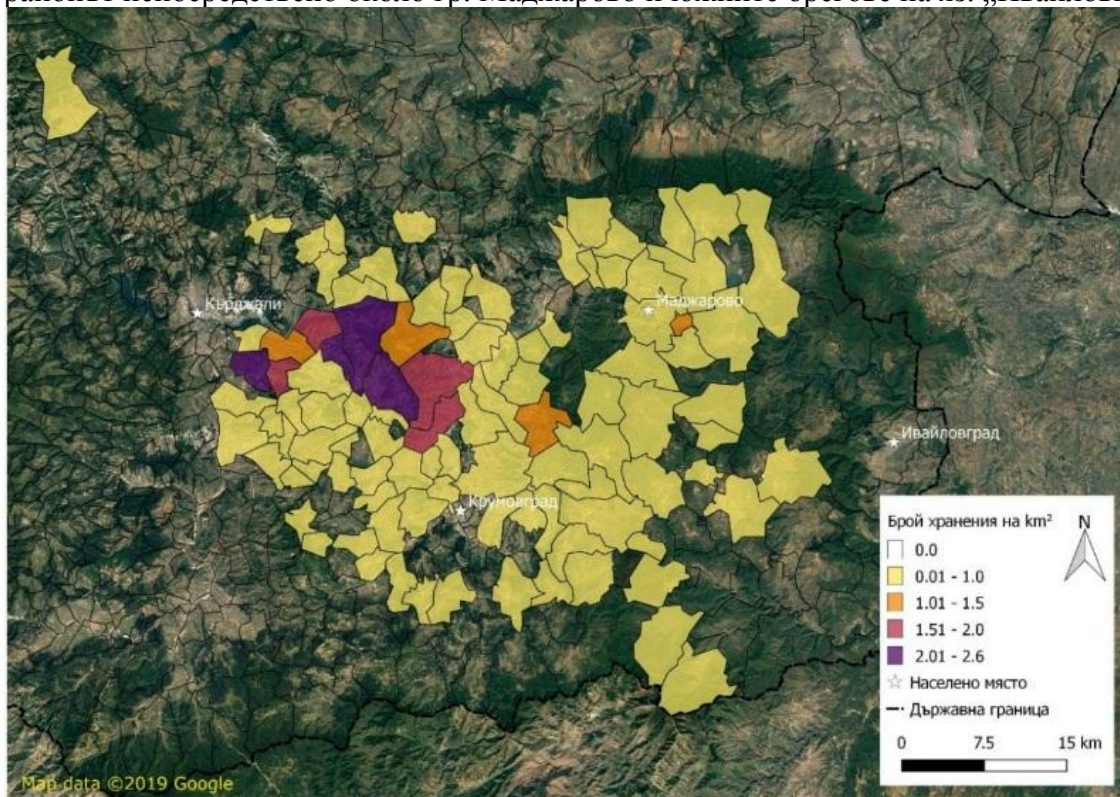 Кърджали
Маджарово
Ивайловград
Крумовград
Брой хранения на km²
N
0.0
0.01 - 1.0
1.01 - 1.5
1.51 - 2.0
2.01 - 2.6
Населено място
Държавна граница
0 7.5 15 km
Map data ©2019 Google